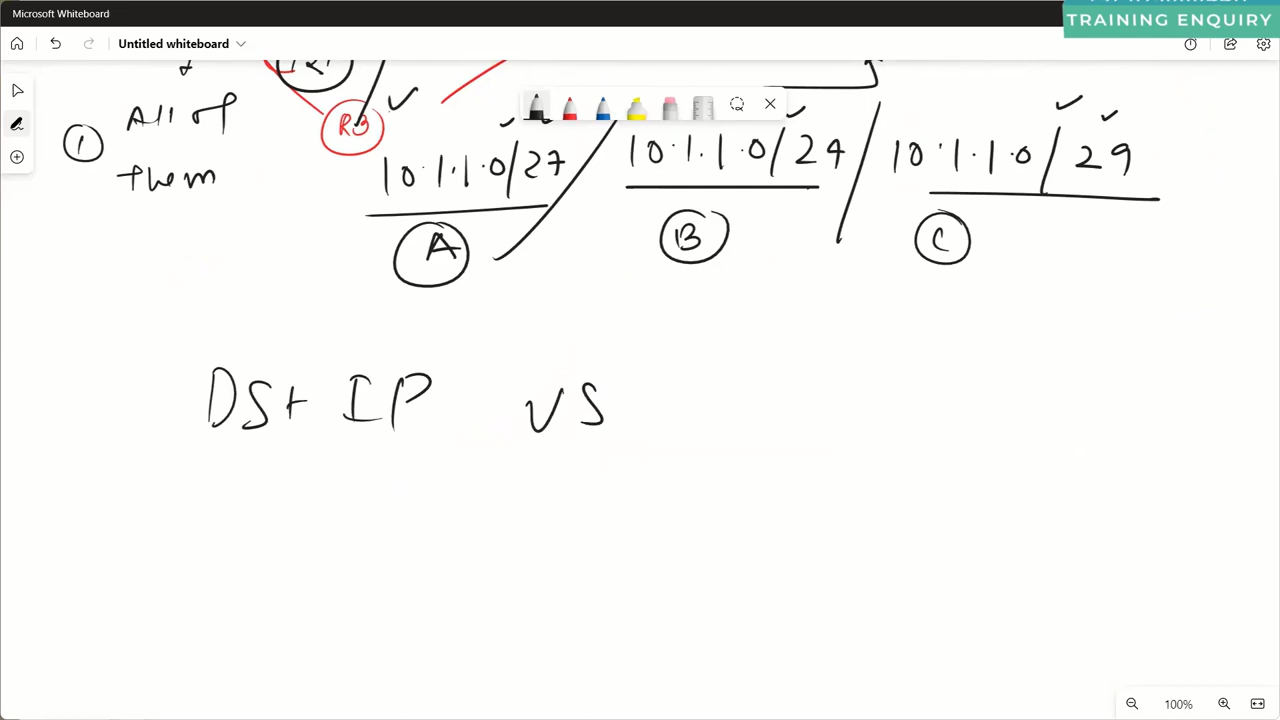 Microsoft Whiteboard
TRAINING ENQUIRY
Untitled whiteboard
R1
R3
① All of
them
10.1.1.0/27
10.1.1.0/24
10.1.1.0/29
A
B
C
DSt IP vs
100%